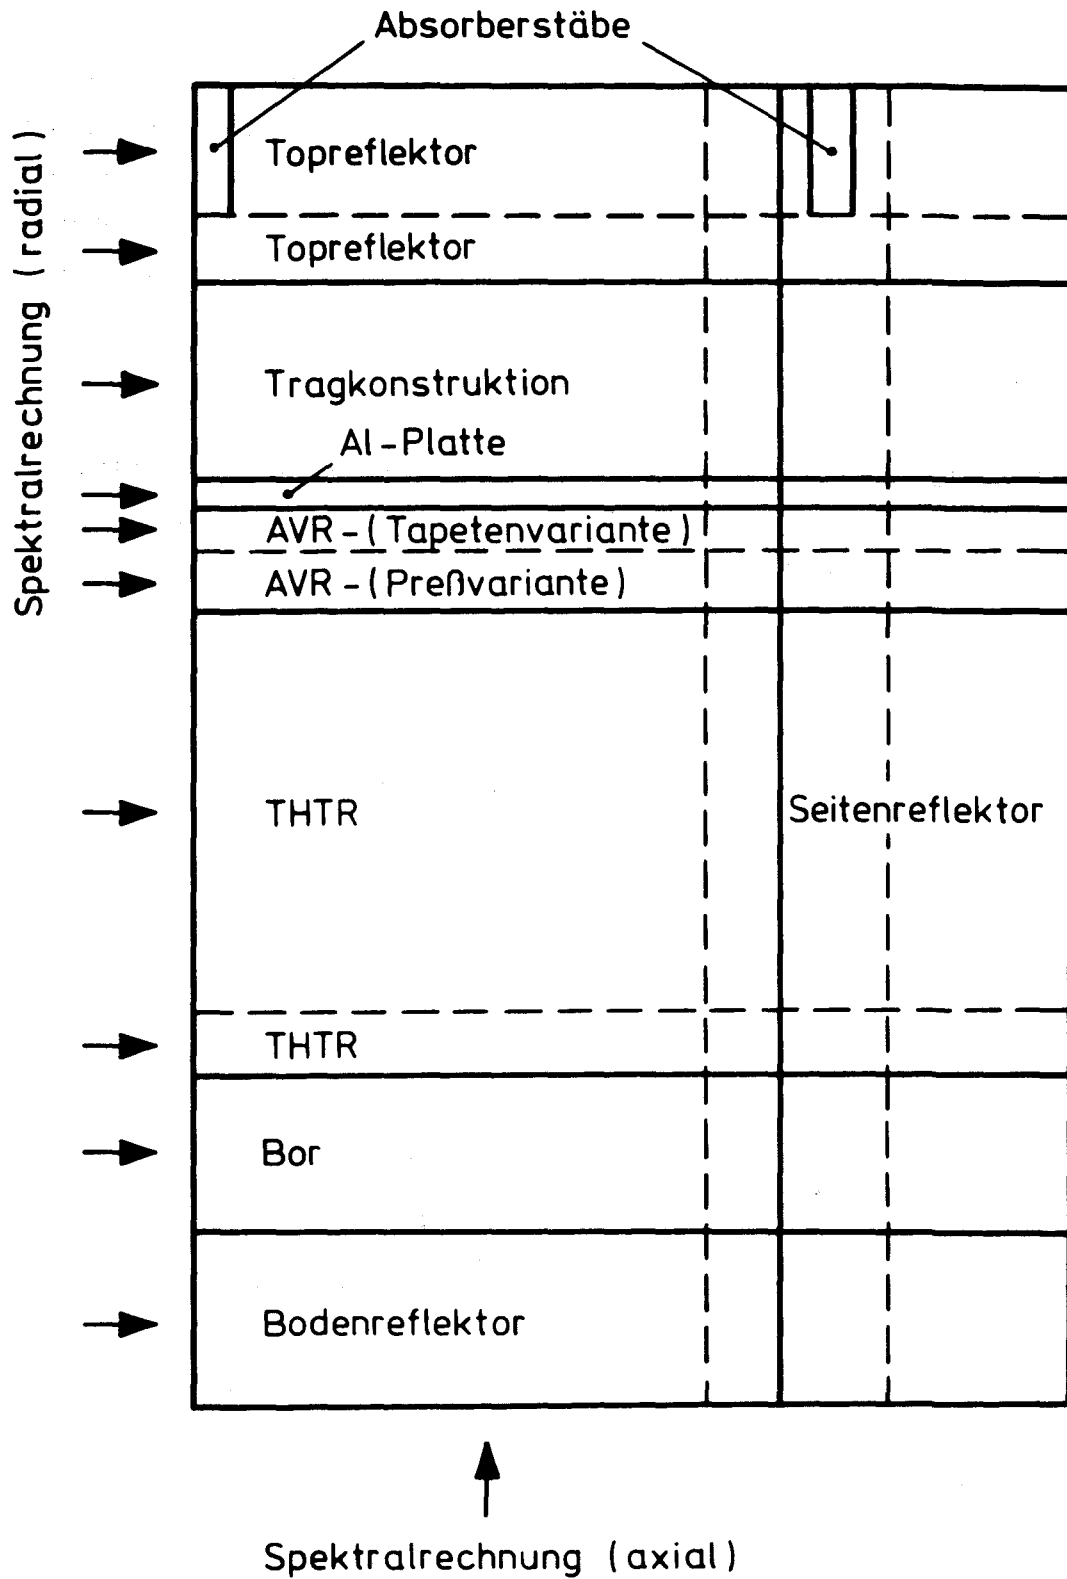 Absorberstäbe
Spektralrechnung (radial)
Topreflektor
Topreflektor
Tragkonstruktion
Al-Platte
AVR-(Tapetenvariante)
AVR-(Preßvariante)
THTR
Seitenreflektor
THTR
Bor
Bodenreflektor
Spektralrechnung (axial)